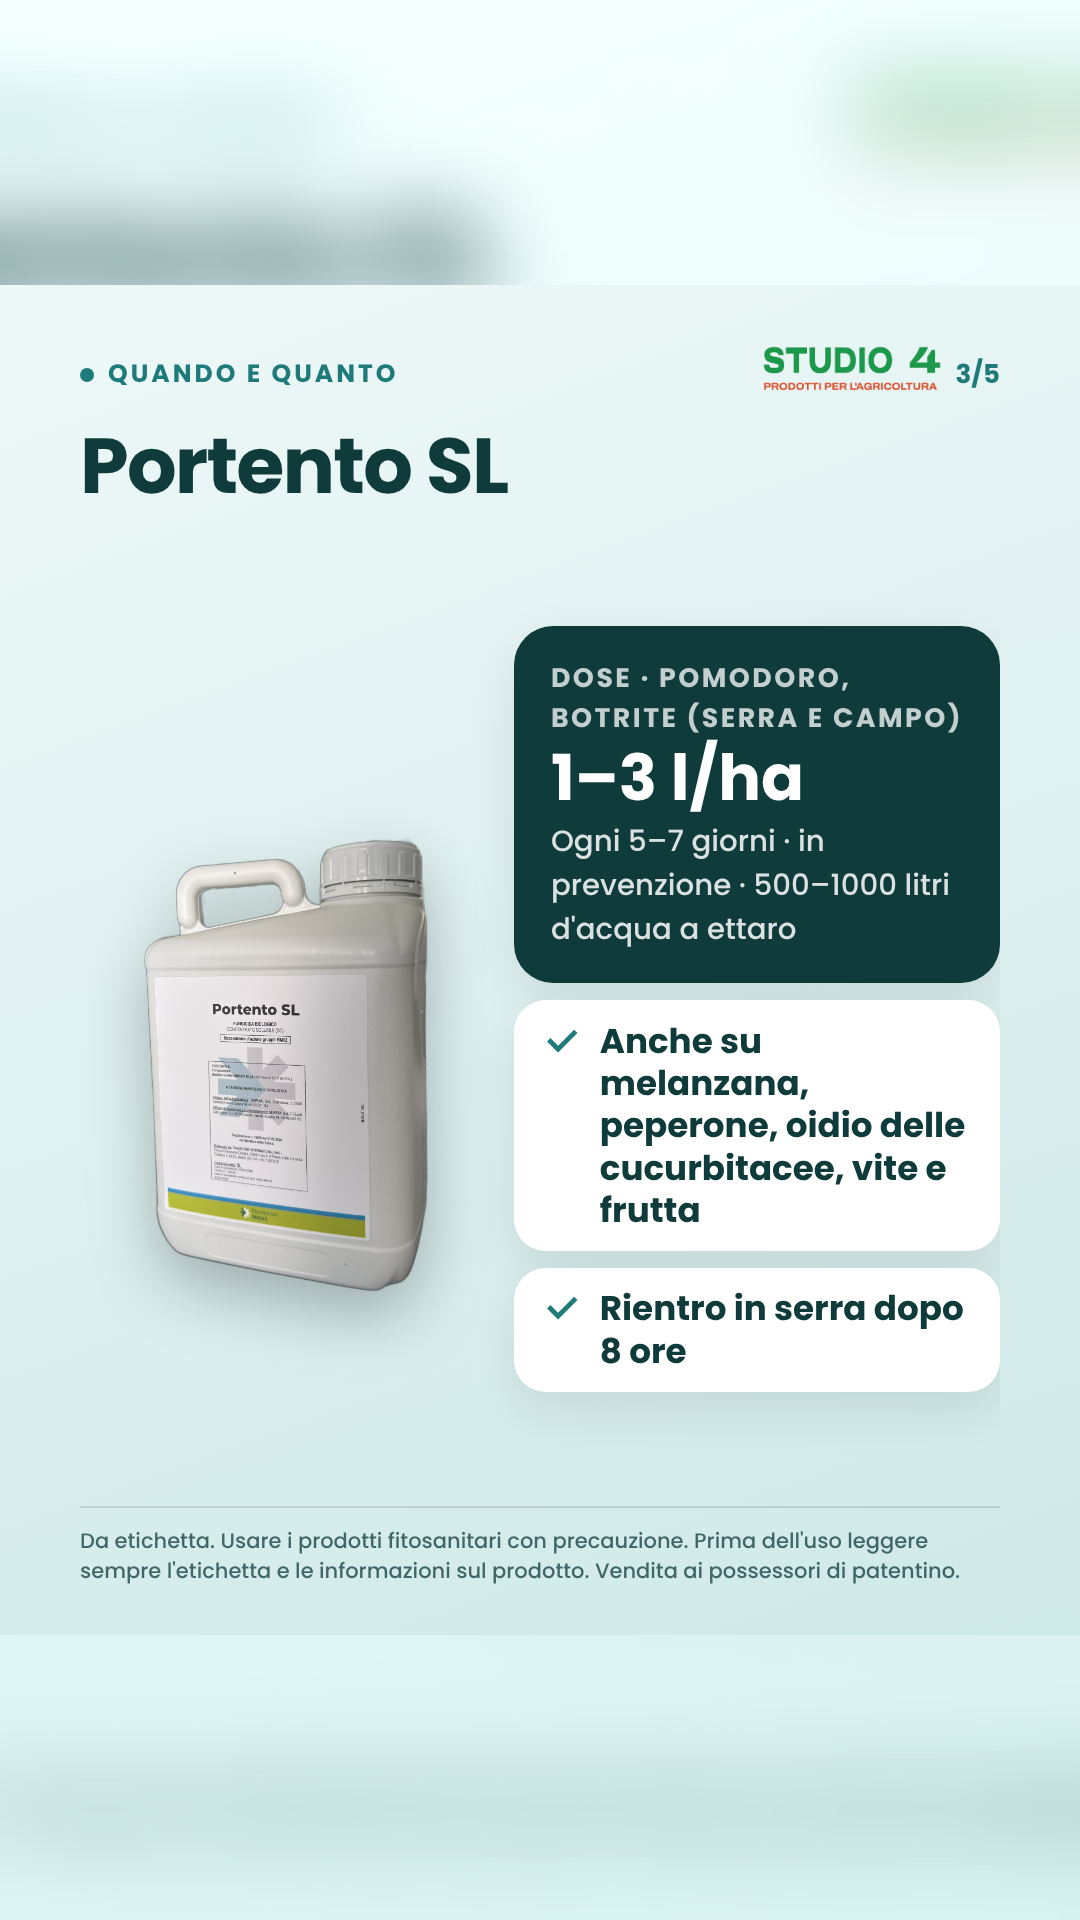 QUANDO E QUANTO
STUDIO 4
PRODOTTI PER L'AGRICOLTURA
3/5
Portento SL
DOSE · POMODORO,
BOTRITE (SERRA E CAMPO)
1–3 l/ha
Ogni 5–7 giorni · in
prevenzione · 500–1000 litri
d'acqua a ettaro
Portento SL
FUNGICIDA BIOLOGICO
Anche su
melanzana,
peperone, oidio delle
cucurbitacee, vite e
frutta
Rientro in serra dopo
8 ore
Da etichetta. Usare i prodotti fitosanitari con precauzione. Prima dell'uso leggere
sempre l'etichetta e le informazioni sul prodotto. Vendita ai possessori di patentino.